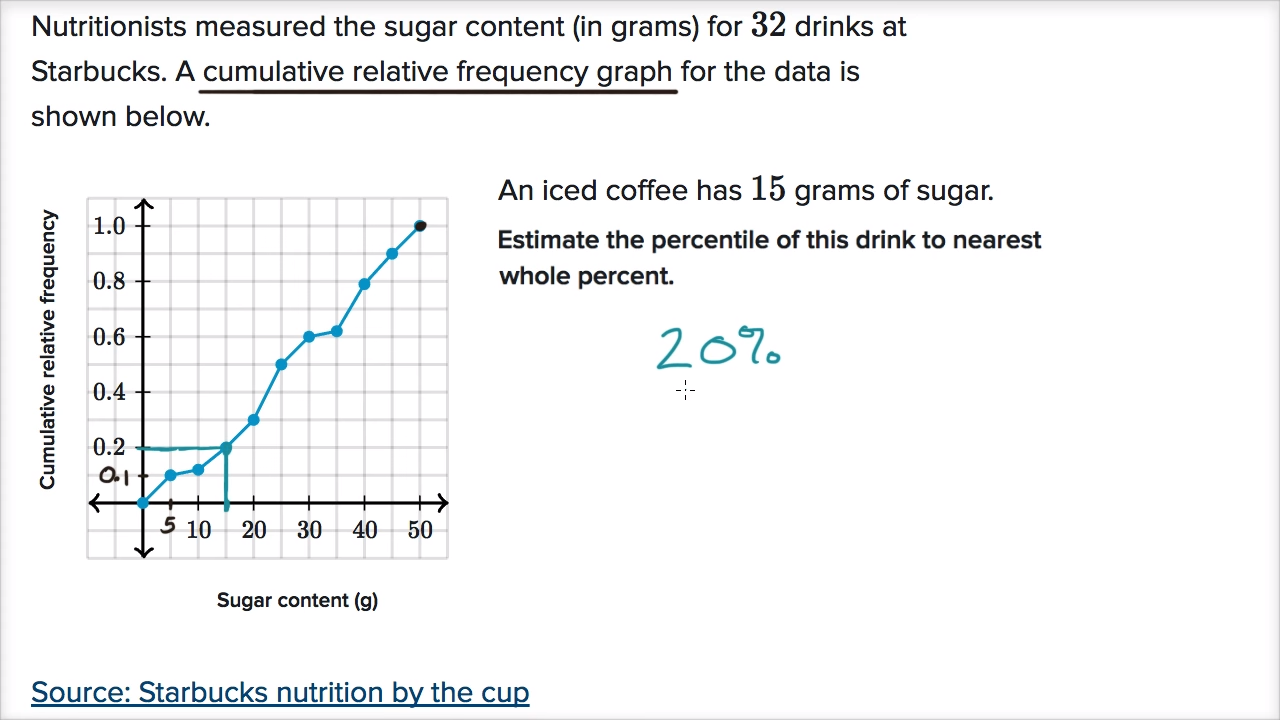 Nutritionists measured the sugar content (in grams) for 32 drinks at
Starbucks. A cumulative relative frequency graph for the data is
shown below.
An iced coffee has 15 grams of sugar.
Estimate the percentile of this drink to nearest
whole percent.
20%
Cumulative relative frequency
1.0
0.8
0.6
0.4
0.2
0.1
5 10 20 30 40 50
Sugar content (g)
Source: Starbucks nutrition by the cup